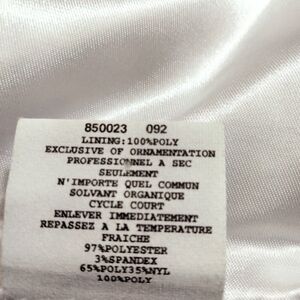 850023 092
LINING:100%POLY
EXCLUSIVE OF ORNAMENTATION
PROFESSIONNEL A SEC
SEULEMENT
N'IMPORTE QUEL COMMUN
SOLVANT ORGANIQUE
CYCLE COURT
ENLEVER IMMEDIATEMENT
REPASSEZ A LA TEMPERATURE
FRAICHE
97%POLYESTER
3%SPANDEX
65%POLY35%NYL
100%POLY